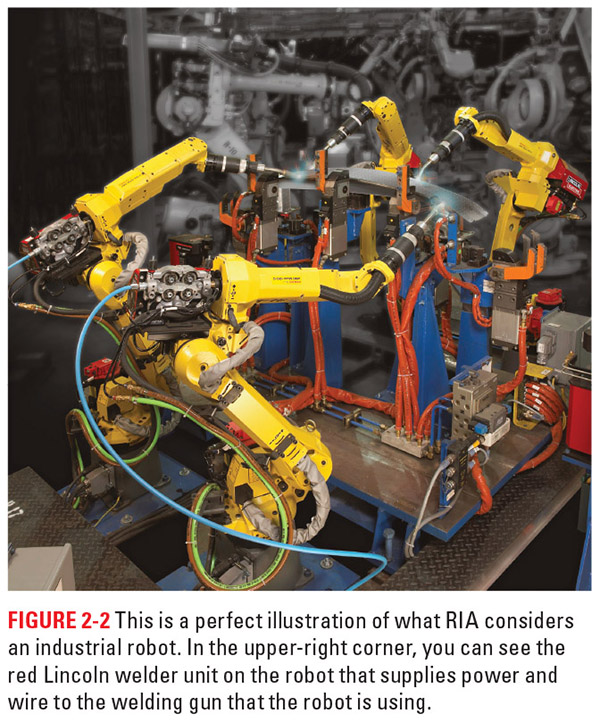 LINCOLN
FIGURE 2-2 This is a perfect illustration of what RIA considers
an industrial robot. In the upper-right corner, you can see the
red Lincoln welder unit on the robot that supplies power and
wire to the welding gun that the robot is using.